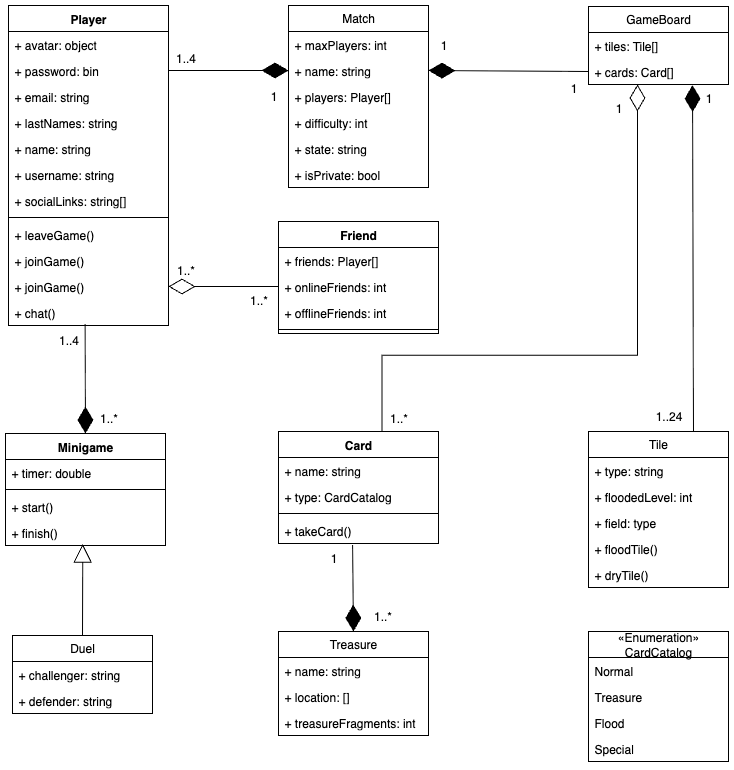 Player
+ avatar: object
+ password: bin
+ email: string
+ lastNames: string
+ name: string
+ username: string
+ socialLinks: string[]
+ leaveGame()
+ joinGame()
+ joinGame()
+ chat()
1..4
1
Match
+ maxPlayers: int
+ name: string
+ players: Player[]
+ difficulty: int
+ state: string
+ isPrivate: bool
1
1
GameBoard
+ tiles: Tile[]
+ cards: Card[]
1
1
1..*
1..*
Friend
+ friends: Player[]
+ onlineFriends: int
+ offlineFriends: int
1..4
1..*
Minigame
+ timer: double
+ start()
+ finish()
1..*
Card
+ name: string
+ type: CardCatalog
+ takeCard()
1..24
Tile
+ type: string
+ floodedLevel: int
+ field: type
+ floodTile()
+ dryTile()
1
1..*
Duel
+ challenger: string
+ defender: string
Treasure
+ name: string
+ location: []
+ treasureFragments: int
«Enumeration»
CardCatalog
Normal
Treasure
Flood
Special